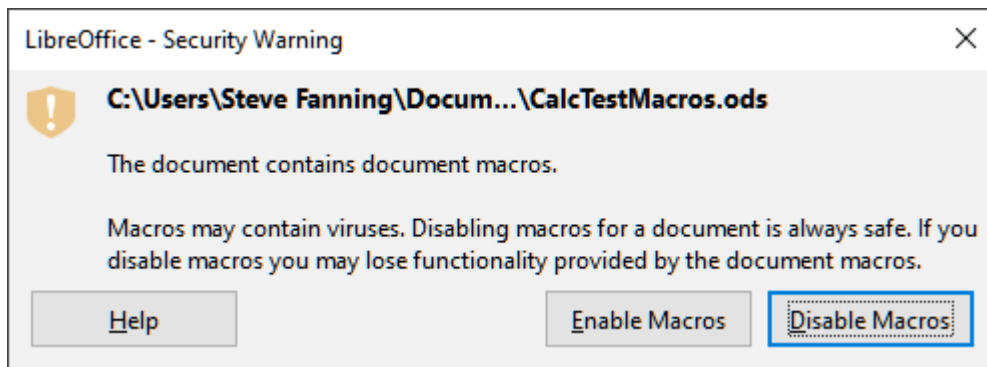 LibreOffice - Security Warning
C:\Users\Steve Fanning\Docum...\CalcTestMacros.ods
The document contains document macros.
Macros may contain viruses. Disabling macros for a document is always safe. If you
disable macros you may lose functionality provided by the document macros.
Help
Enable Macros
Disable Macros